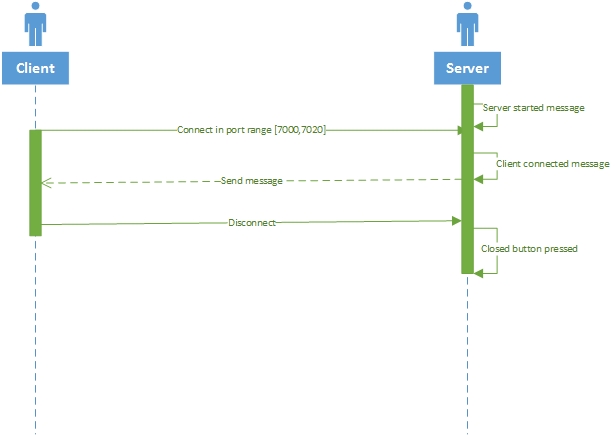 Client
Server
Server started message
Connect in port range [7000,7020]
Client connected message
Send message
Disconnect
Closed button pressed